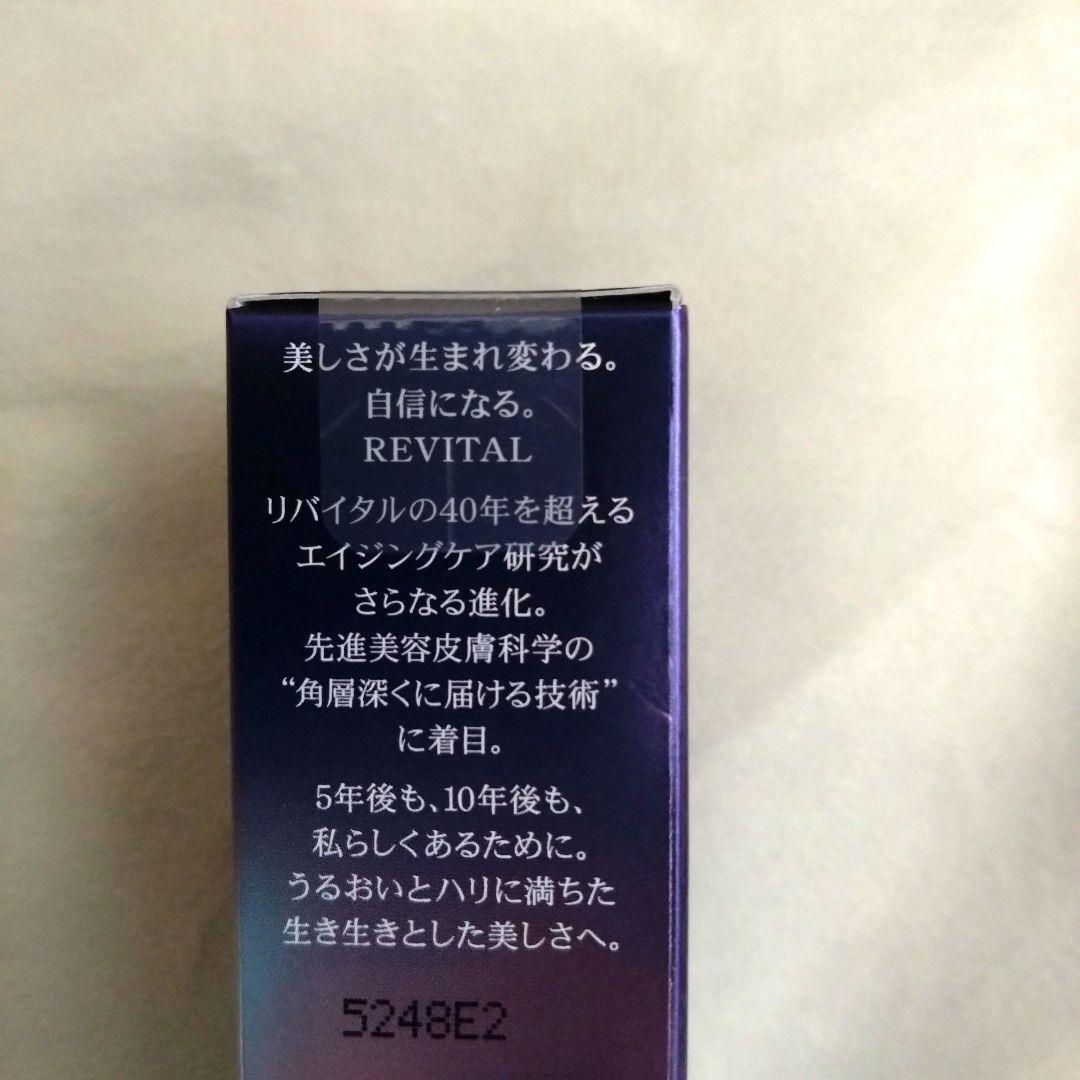 美しさが生まれ変わる。
自信になる。
REVITAL
リバイタルの40年を超える
エイジングケア研究が
さらなる進化。
先進美容皮膚科学の
“角層深くに届ける技術”
に着目。
5年後も、10年後も、
私らしくあるために。
うるおいとハリに満ちた
生き生きとした美しさへ。
5248E2